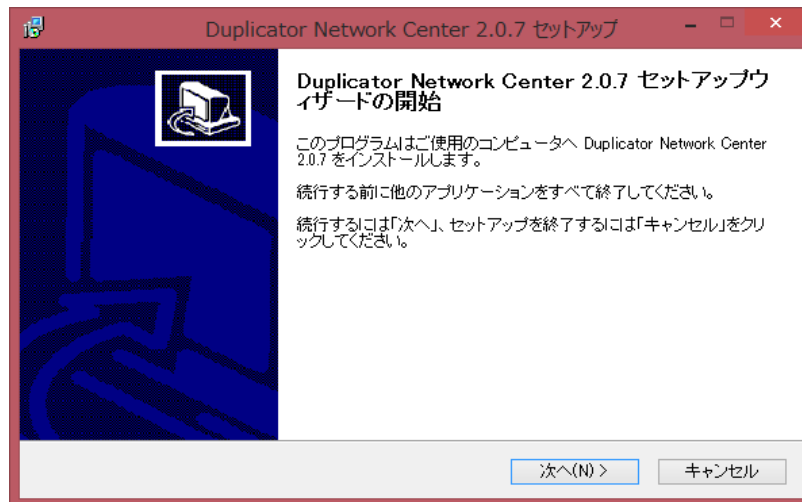 Duplicator Network Center 2.0.7 セットアップ
Duplicator Network Center 2.0.7 セットアップウ
ィザードの開始
このプログラムはご使用のコンピュータへ Duplicator Network Center
2.0.7 をインストールします。
続行する前に他のアプリケーションをすべて終了してください。
続行するには「次へ」、セットアップを終了するには「キャンセル」をクリ
ックしてください。
次へ(N) >
キャンセル